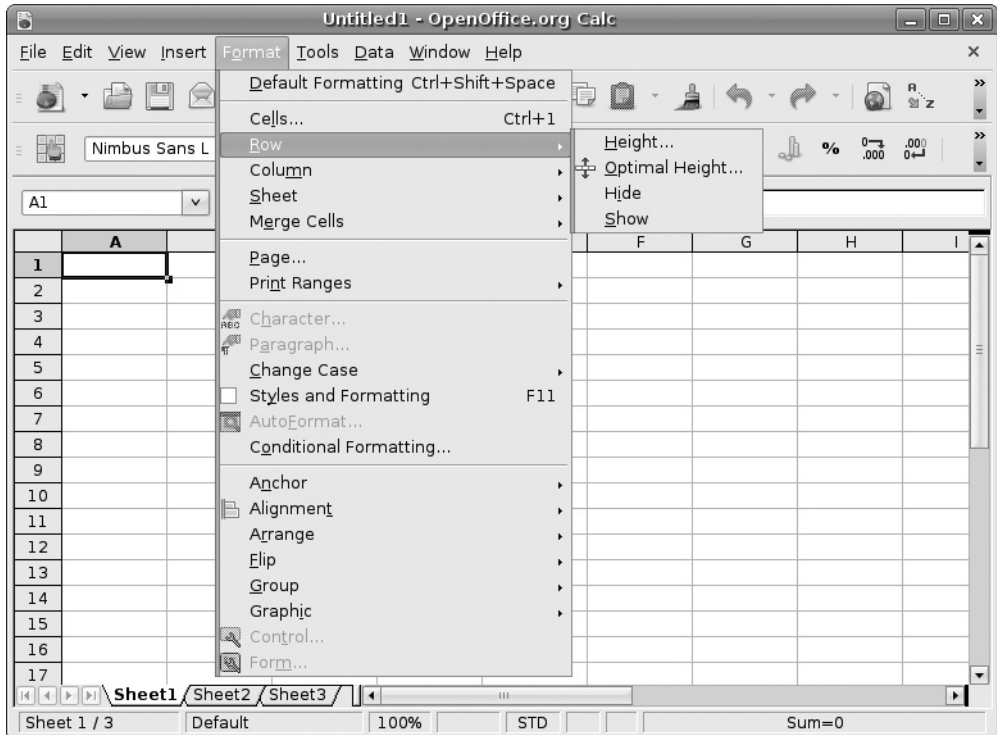 Untitled1 - OpenOffice.org Calc
File Edit View Insert Format Tools Data Window Help
Default Formatting Ctrl+Shift+Space
Cells... Ctrl+1
Row
Column
Sheet
Merge Cells
Page...
Print Ranges
Character...
Paragraph...
Change Case
Styles and Formatting F11
AutoFormat...
Conditional Formatting...
Anchor
Alignment
Arrange
Flip
Group
Graphic
Control...
Form...
Height...
Optimal Height...
Hide
Show
Nimbus Sans L
% .000 .000
A1
A F G H I
1
2
3
4
5
6
7
8
9
10
11
12
13
14
15
16
17
Sheet1 Sheet2 Sheet3
Sheet 1 / 3 Default 100% STD Sum=0